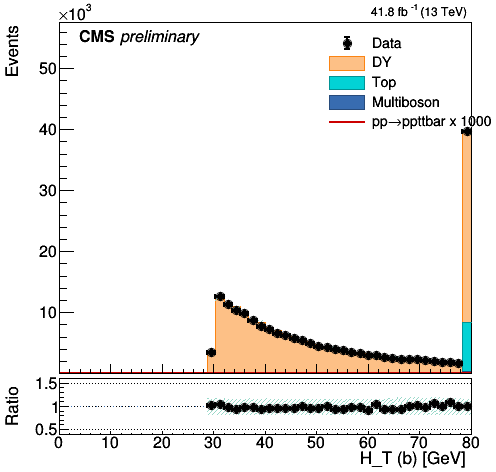 ×10³
41.8 fb⁻¹ (13 TeV)
CMS preliminary
Events
50
40
30
20
10
Data
DY
Top
Multiboson
pp→ppttbar x 1000
Ratio
1.5
1
0.5
0 10 20 30 40 50 60 70 80
H_T (b) [GeV]